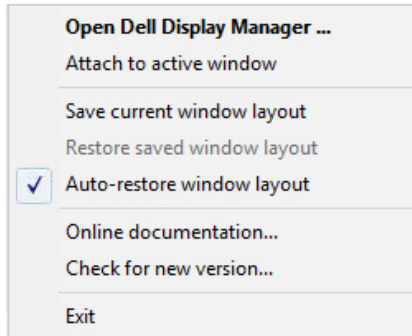 Open Dell Display Manager ...
Attach to active window
Save current window layout
Restore saved window layout
Auto-restore window layout
Online documentation...
Check for new version...
Exit